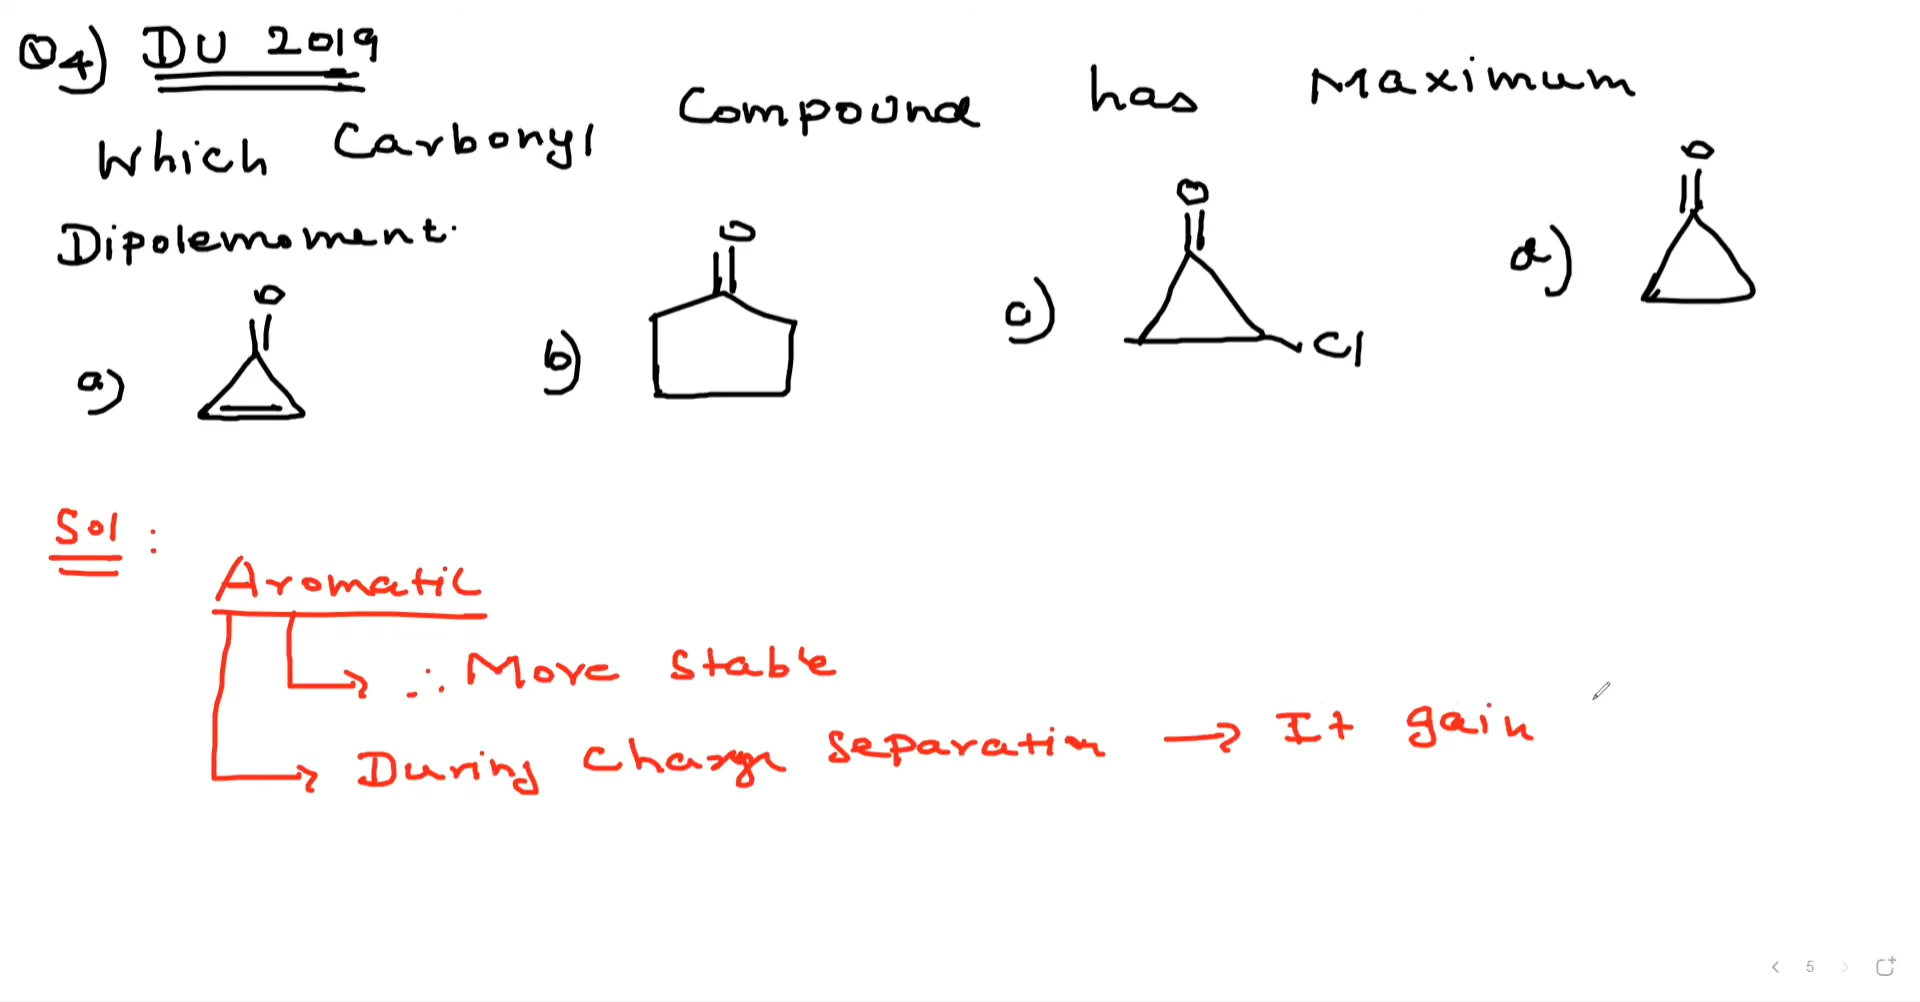 Q4) DU 2019
Which Carbonyl Compound has Maximum
Dipolemoment.
a) O
b) O
c) O Cl
d) O
Sol :
Aromatic
∴ More stable
During charge separation → It gain
5